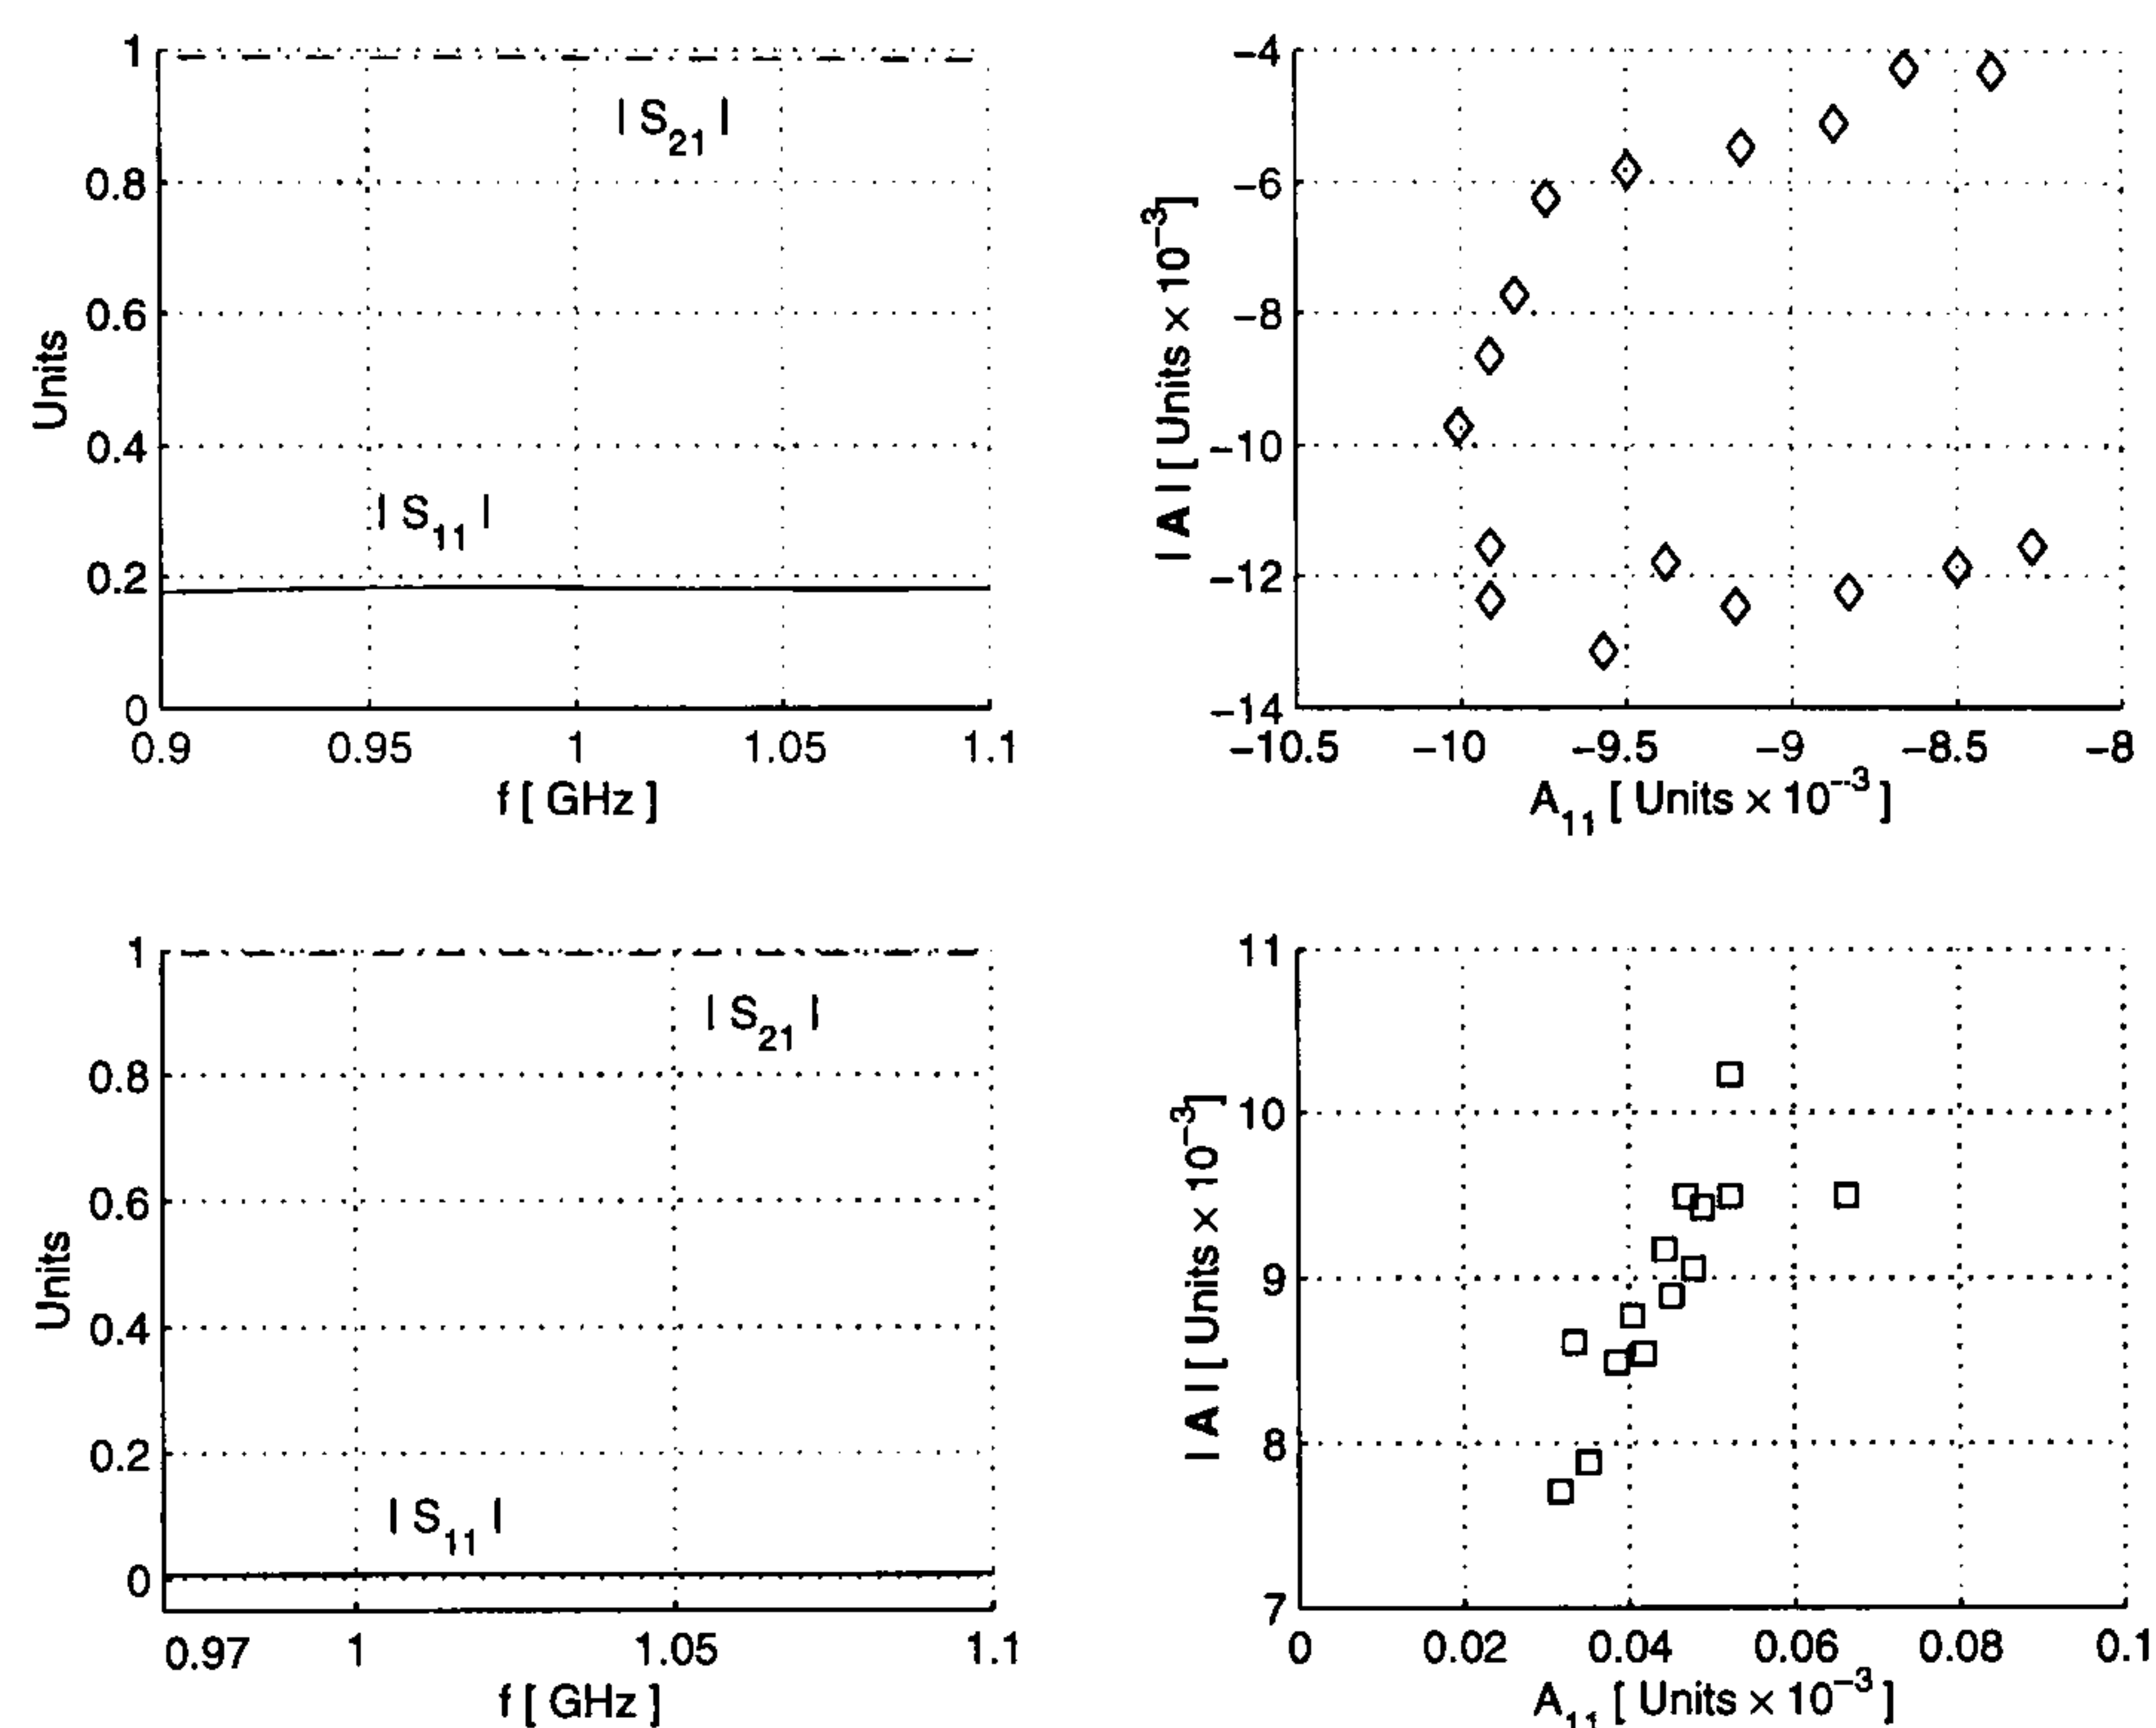 1
0.8
0.6
0.4
0.2
0
Units
| S21 |
| S11 |
0.9 0.95 1 1.05 1.1
f [ GHz ]
−4
−6
−8
−10
−12
−14
| A | [ Units × 10−3]
−10.5 −10 −9.5 −9 −8.5 −8
A11 [ Units × 10−3 ]
1
0.8
0.6
0.4
0.2
0
Units
| S21 |
| S11 |
0.97 1 1.05 1.1
f [ GHz ]
11
10
9
8
7
| A | [ Units × 10−3]
0 0.02 0.04 0.06 0.08 0.1
A11 [ Units × 10−3 ]